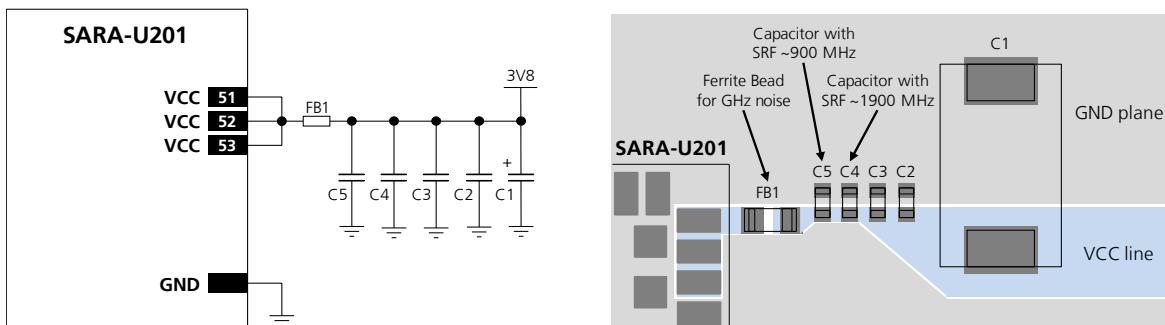 SARA-U201
VCC 51
VCC 52
VCC 53
GND
FB1
3V8
+
C5
C4
C3
C2
C1
Capacitor with
SRF ~900 MHz
Ferrite Bead
for GHz noise
Capacitor with
SRF ~1900 MHz
C1
GND plane
SARA-U201
FB1
C5 C4 C3 C2
VCC line